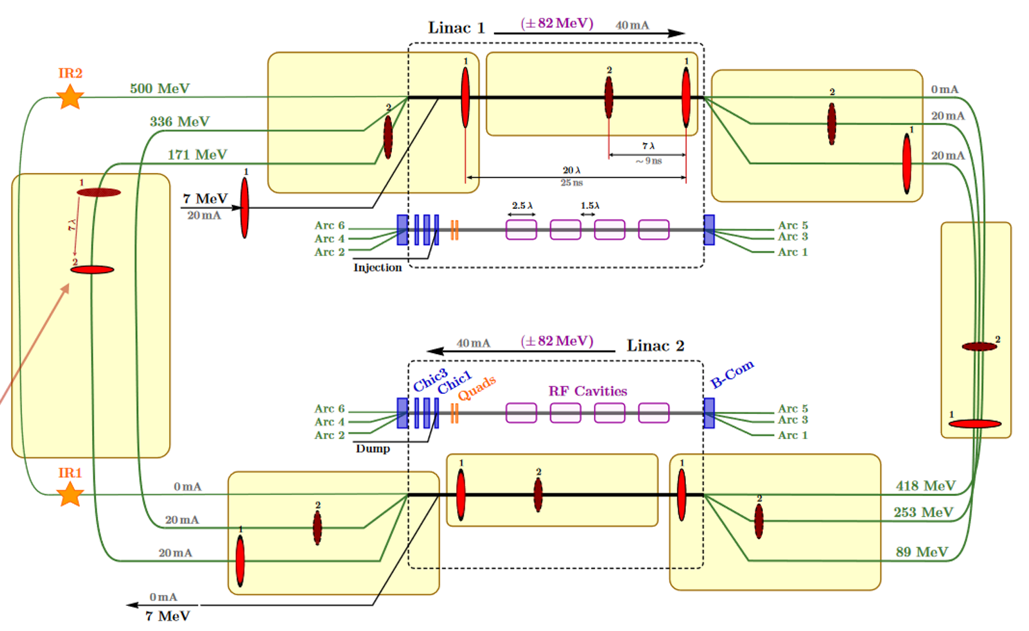 Linac 1
(±82 MeV)
40 mA
IR2
500 MeV
336 MeV
171 MeV
1
2
1
2
1
0 mA
20 mA
20 mA
2
1
7 λ
~ 9 ns
20 λ
25 ns
1
7 λ
2
7 MeV
20 mA
1
2.5 λ
1.5 λ
Arc 6
Arc 4
Arc 2
Injection
Arc 5
Arc 3
Arc 1
40 mA
(±82 MeV)
Linac 2
Chic3
Chic1
Quads
RF Cavities
B-Com
Arc 6
Arc 4
Arc 2
Dump
Arc 5
Arc 3
Arc 1
2
1
IR1
0 mA
20 mA
20 mA
2
1
1
2
1
2
418 MeV
253 MeV
89 MeV
0 mA
7 MeV